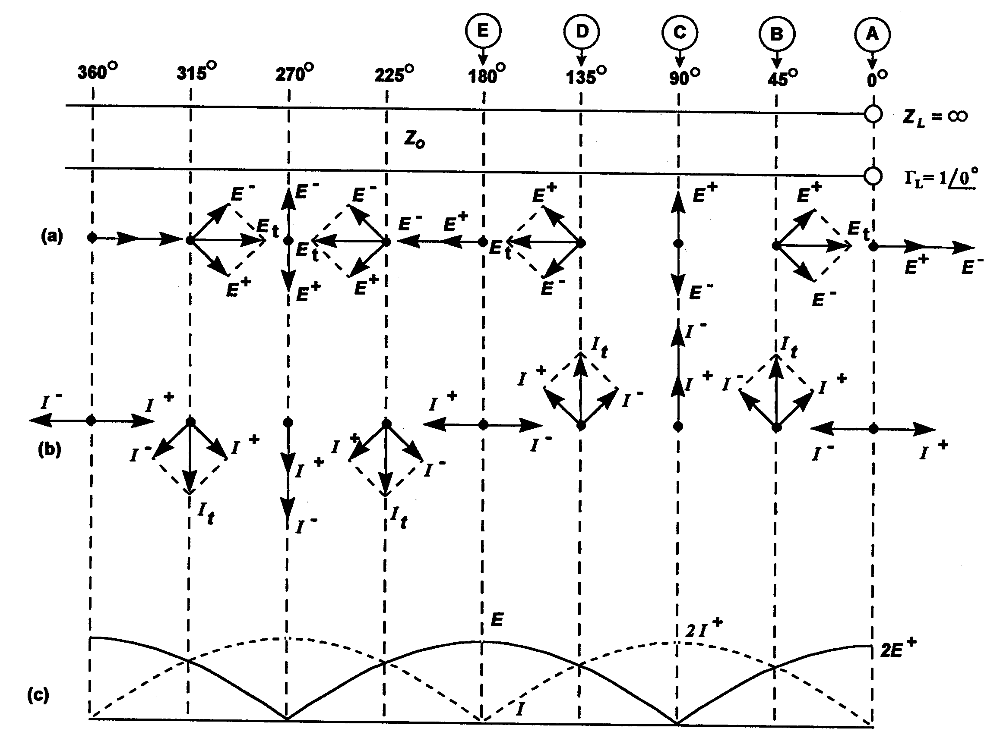 E D C B A
360° 315° 270° 225° 180° 135° 90° 45° 0°
Z_L = ∞
Z_o
Γ_L = 1/0°
E^- E^- E^- E^+ E^+ E^+
(a) E_t E_t E^- E^+ E_t E_t
E^+ E^+ E^+ E^- E^- E^- E^+ E^-
I^- I_t I_t
I^+ I^+ I^- I^+
I^- I^+ I^+ I^-
(b) I^- I^+ I^+ I^+ I^- I^- I^- I^+
I_t I^- I_t
E 2I^+
2E^+
(c) I